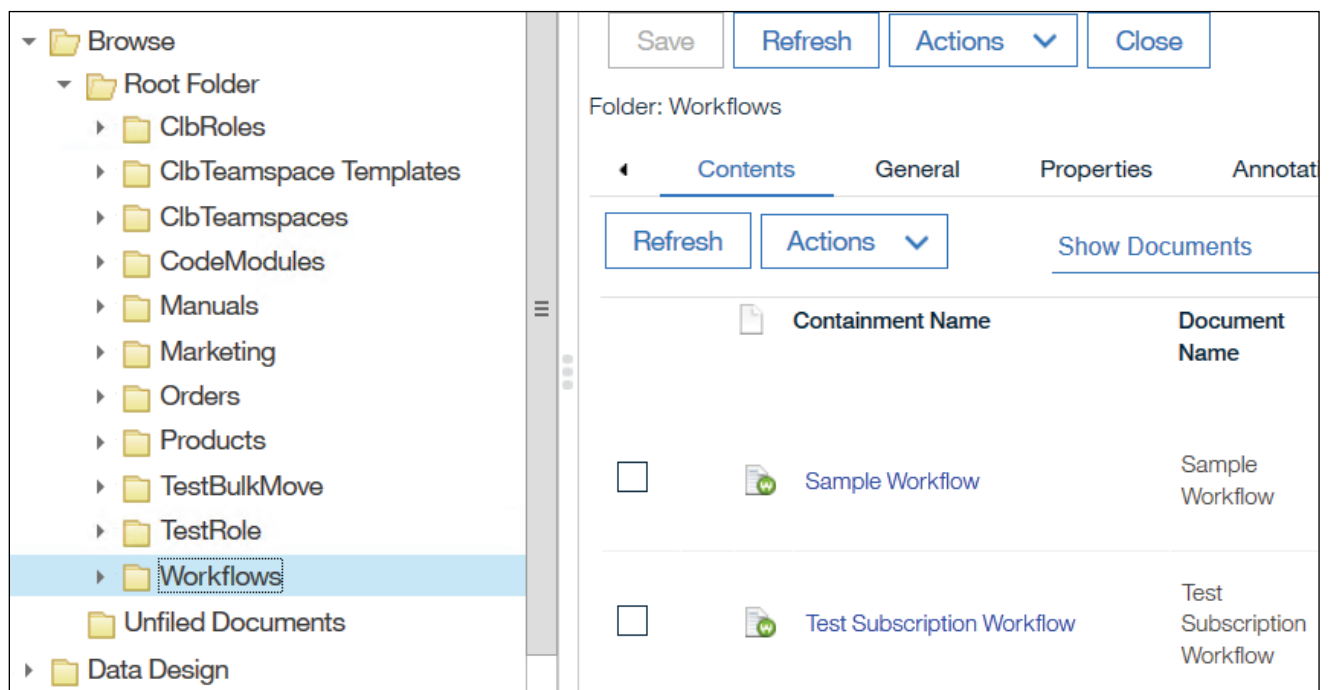 Browse
Root Folder
ClbRoles
ClbTeamspace Templates
ClbTeamspaces
CodeModules
Manuals
Marketing
Orders
Products
TestBulkMove
TestRole
Workflows
Unfiled Documents
Data Design
Save Refresh Actions Close
Folder: Workflows
Contents General Properties Annotati
Refresh Actions Show Documents
Containment Name Document
Name
Sample Workflow Sample
Workflow
Test Subscription Workflow Test
Subscription
Workflow